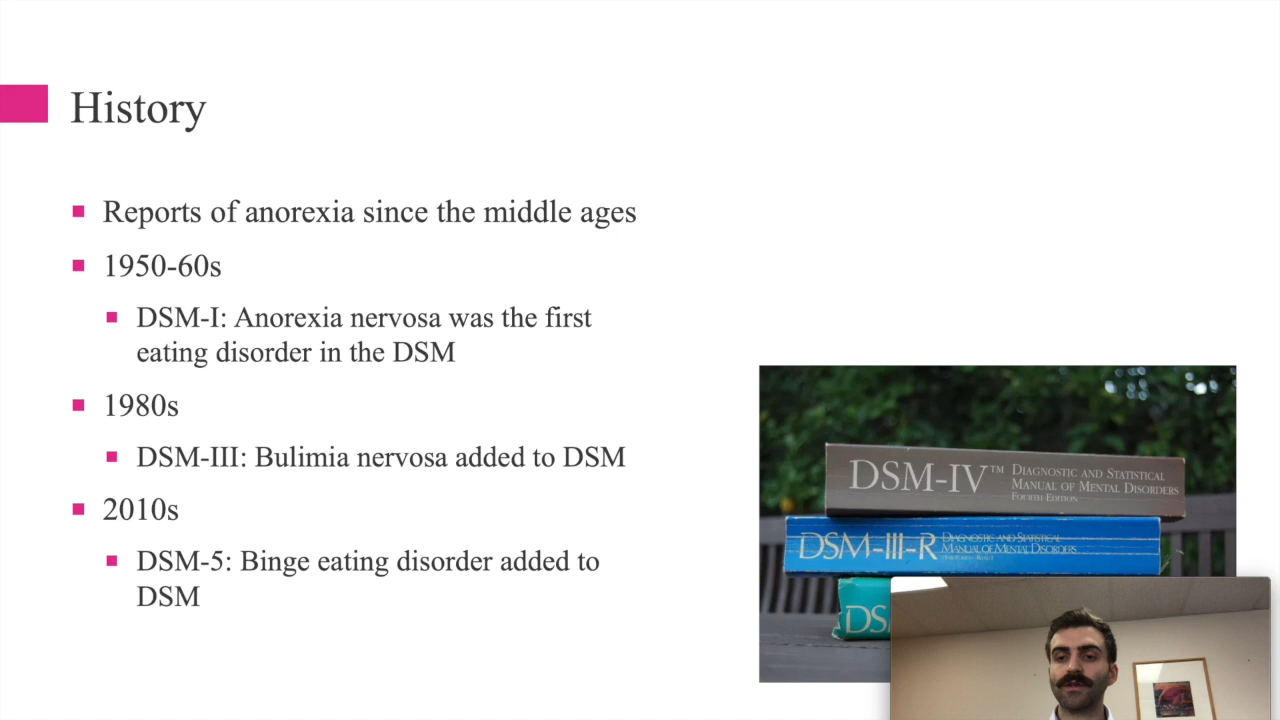 History
Reports of anorexia since the middle ages
1950-60s
DSM-I: Anorexia nervosa was the first
eating disorder in the DSM
1980s
DSM-III: Bulimia nervosa added to DSM
2010s
DSM-5: Binge eating disorder added to
DSM
DSM-IV™
DIAGNOSTIC AND STATISTICAL
MANUAL OF MENTAL DISORDERS
FOURTH EDITION
DSM-III-R
DIAGNOSTIC AND STATISTICAL
MANUAL OF MENTAL DISORDERS
DS